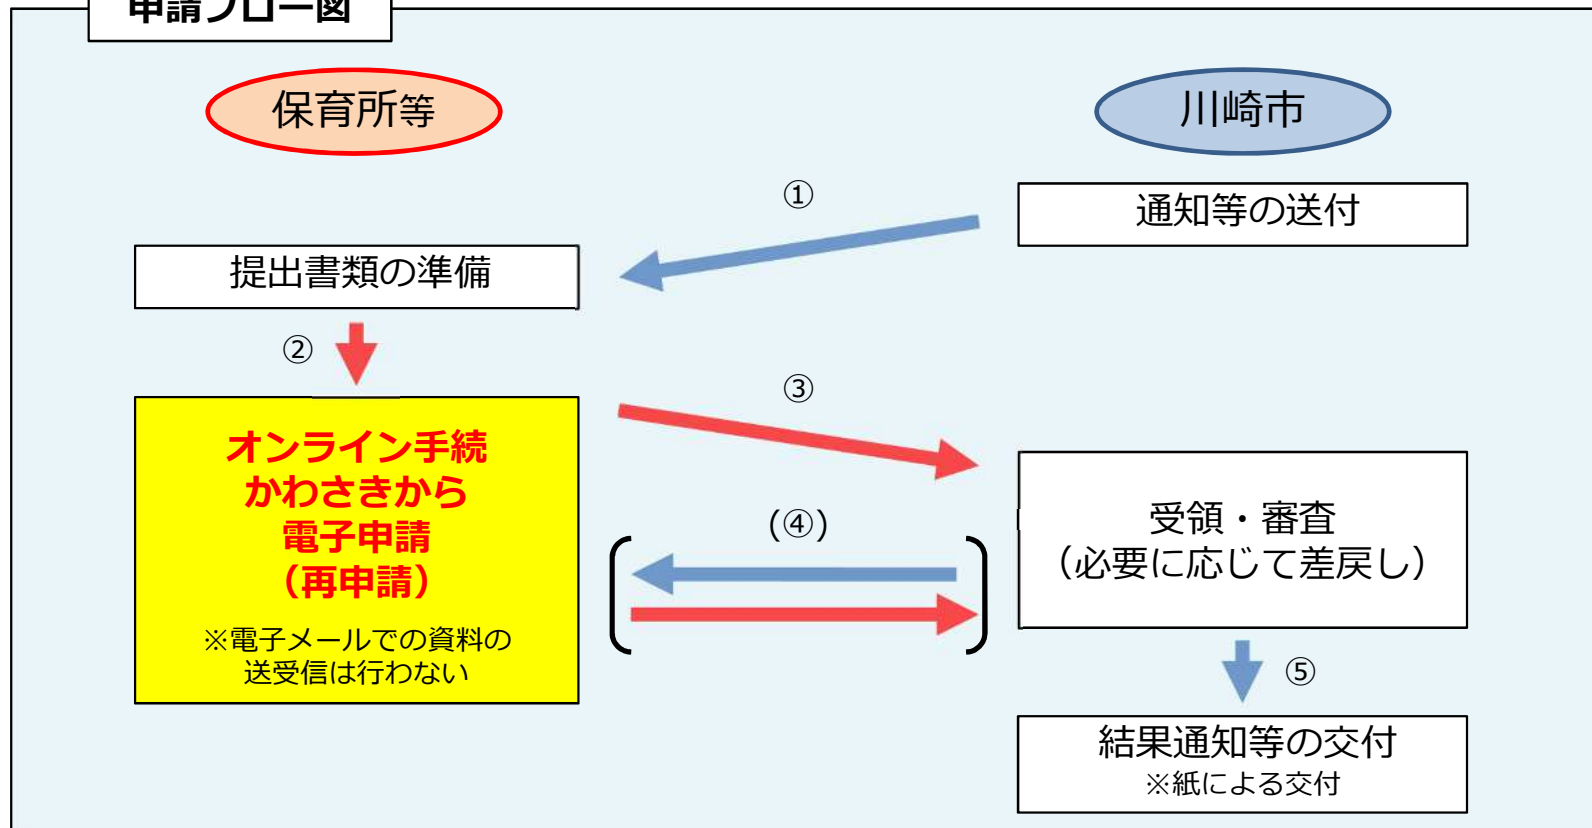 申請フロー図
保育所等
川崎市
①
通知等の送付
提出書類の準備
②
③
オンライン手続
かわさきから
電子申請
（再申請）
※電子メールでの資料の
送受信は行わない
(④)
受領・審査
（必要に応じて差戻し）
⑤
結果通知等の交付
※紙による交付